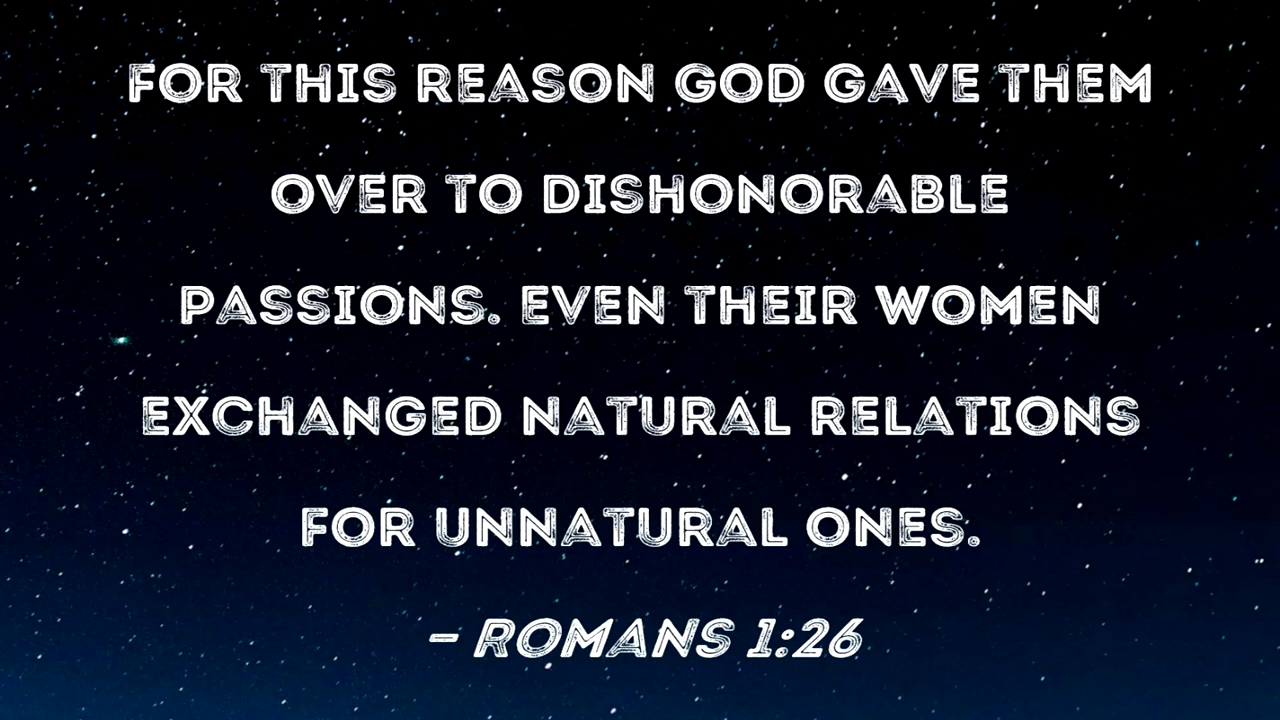 FOR THIS REASON GOD GAVE THEM
OVER TO DISHONORABLE
PASSIONS. EVEN THEIR WOMEN
EXCHANGED NATURAL RELATIONS
FOR UNNATURAL ONES.
– ROMANS 1:26